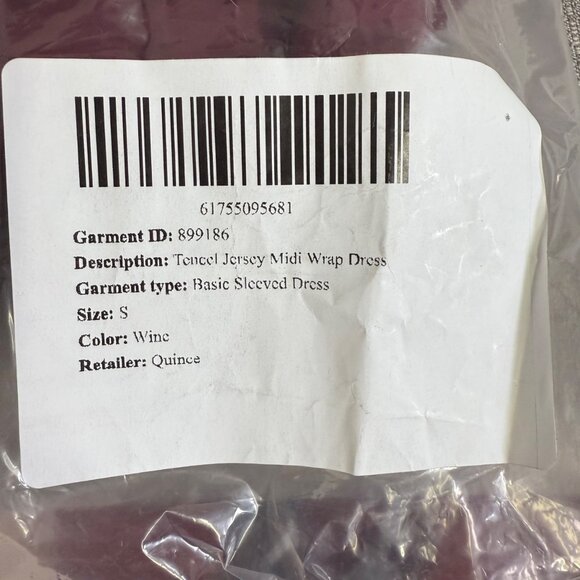 61755095681
Garment ID: 899186
Description: Tencel Jersey Midi Wrap Dress
Garment type: Basic Sleeved Dress
Size: S
Color: Wine
Retailer: Quince